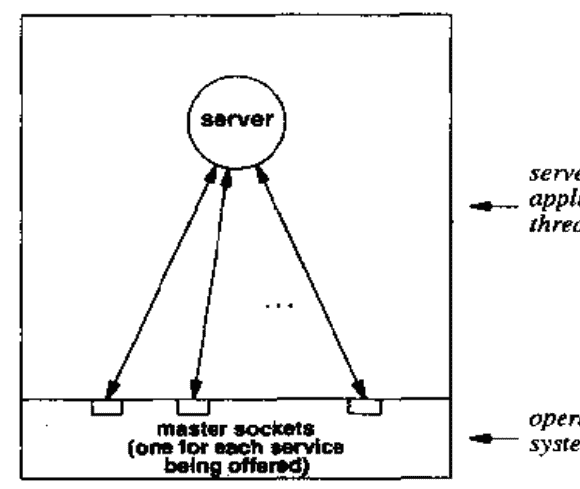 server
serve
appli
threa
...
master sockets
(one for each service
being offered)
opera
syste